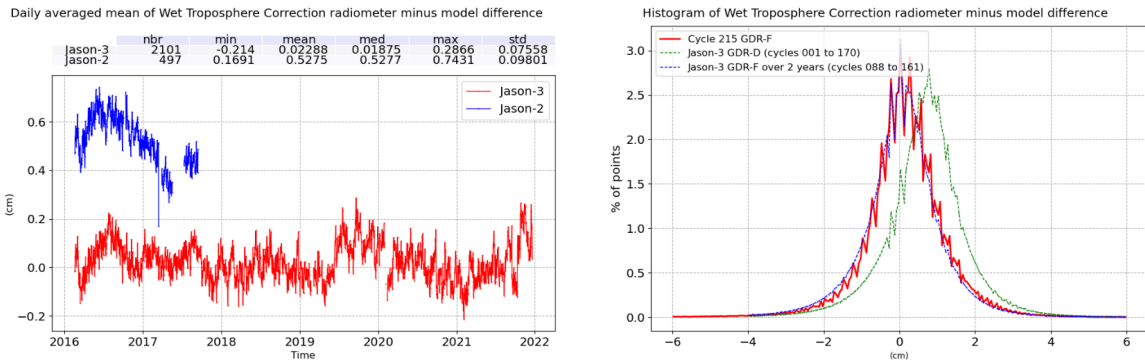 Daily averaged mean of Wet Troposphere Correction radiometer minus model difference
nbr min mean med max std
Jason-3 2101 -0.214 0.02288 0.01875 0.2866 0.07558
Jason-2 497 0.1691 0.5275 0.5277 0.7431 0.09801
Jason-3
Jason-2
0.6
0.4
0.2
0.0
−0.2
(cm)
2016 2017 2018 2019 2020 2021 2022
Time
Histogram of Wet Troposphere Correction radiometer minus model difference
Cycle 215 GDR-F
Jason-3 GDR-D (cycles 001 to 170)
Jason-3 GDR-F over 2 years (cycles 088 to 161)
3.0
2.5
2.0
1.5
1.0
0.5
0.0
% of points
−6 −4 −2 0 2 4 6
(cm)